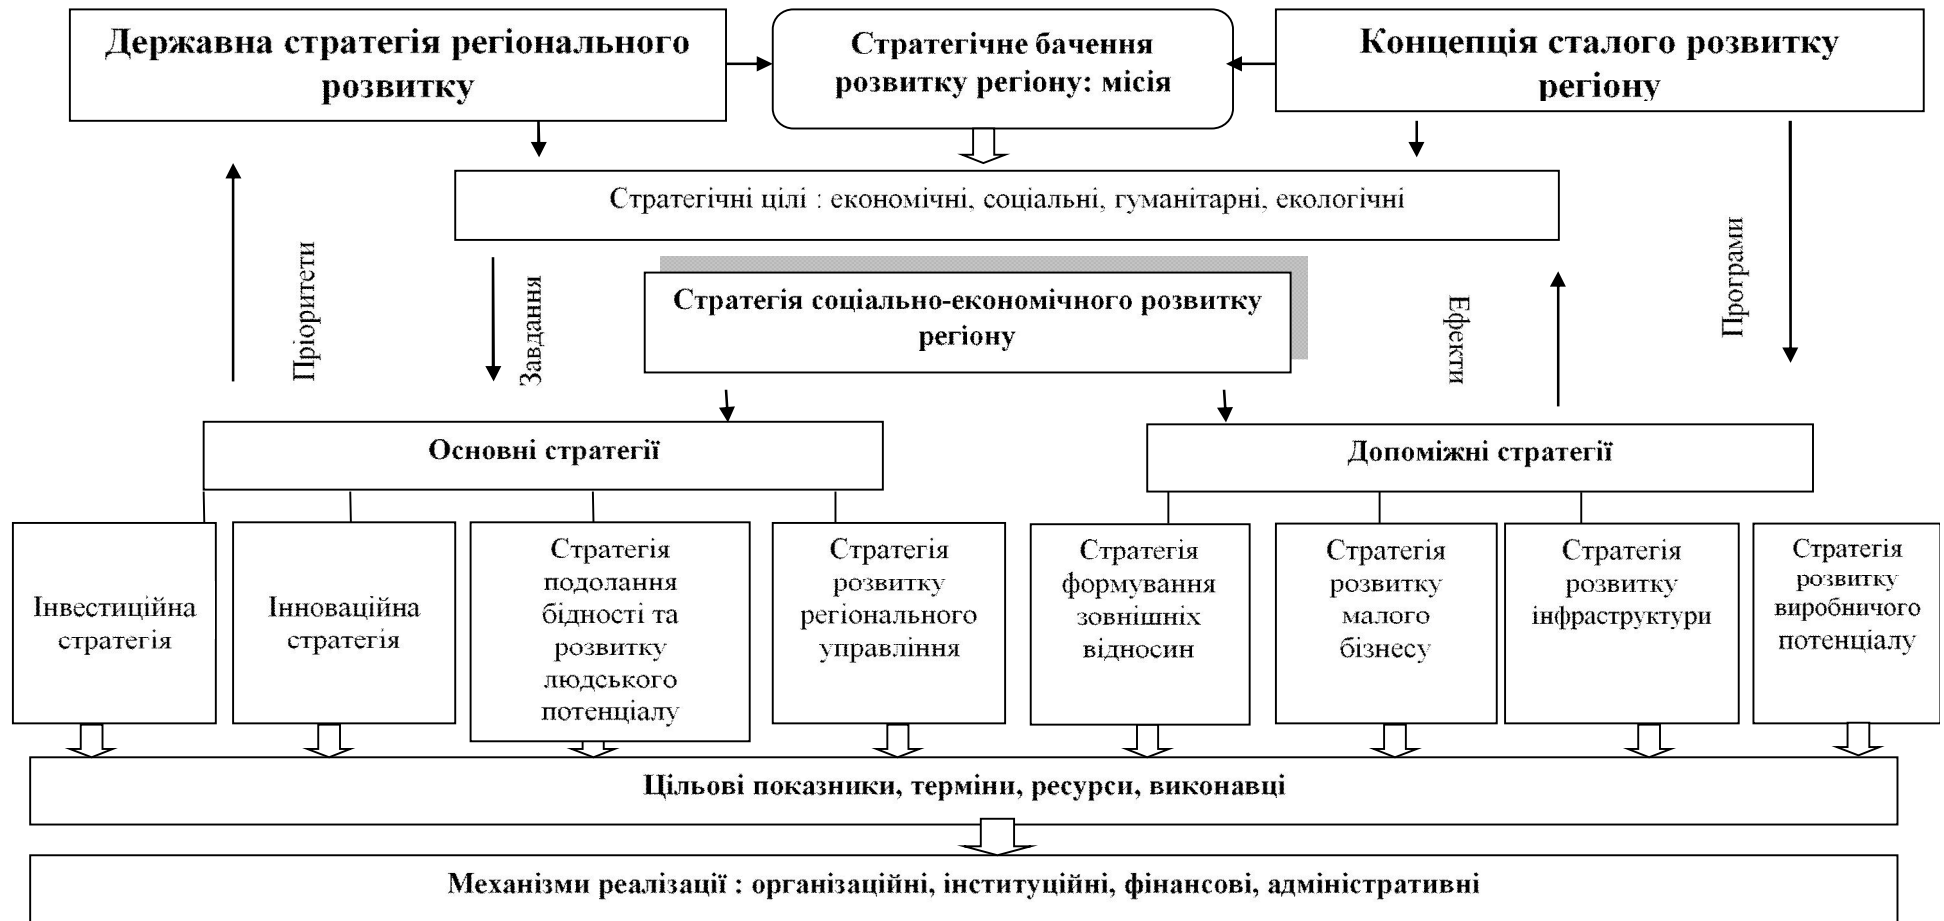 Державна стратегія регіонального
розвитку
Стратегічне бачення
розвитку регіону: місія
Концепція сталого розвитку
регіону
Стратегічні цілі : економічні, соціальні, гуманітарні, екологічні
Пріоритети
Завдання
Стратегія соціально-економічного розвитку
регіону
Ефекти
Програми
Основні стратегії
Допоміжні стратегії
Інвестиційна
стратегія
Інноваційна
стратегія
Стратегія
подолання
бідності та
розвитку
людського
потенціалу
Стратегія
розвитку
регіонального
управління
Стратегія
формування
зовнішніх
відносин
Стратегія
розвитку
малого
бізнесу
Стратегія
розвитку
інфраструктури
Стратегія
розвитку
виробничого
потенціалу
Цільові показники, терміни, ресурси, виконавці
Механізми реалізації : організаційні, інституційні, фінансові, адміністративні